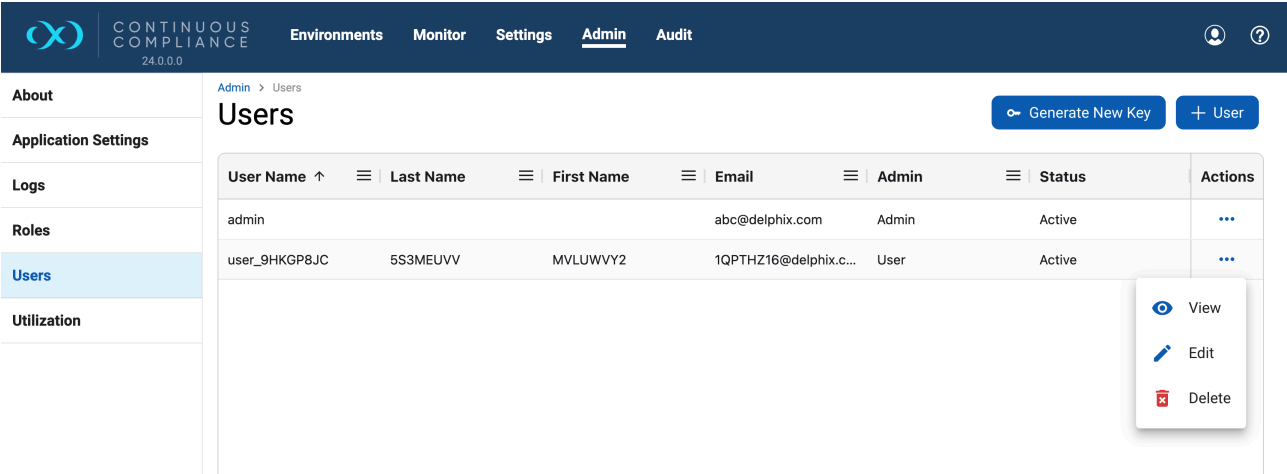 CONTINUOUS
COMPLIANCE
24.0.0.0
Environments Monitor Settings Admin Audit
About
Application Settings
Logs
Roles
Users
Utilization
Admin > Users
Users
Generate New Key
+ User
User Name ↑ Last Name First Name Email Admin Status Actions
admin abc@delphix.com Admin Active
user_9HKGP8JC 5S3MEUVV MVLUWVY2 1QPTHZ16@delphix.c... User Active
View
Edit
Delete